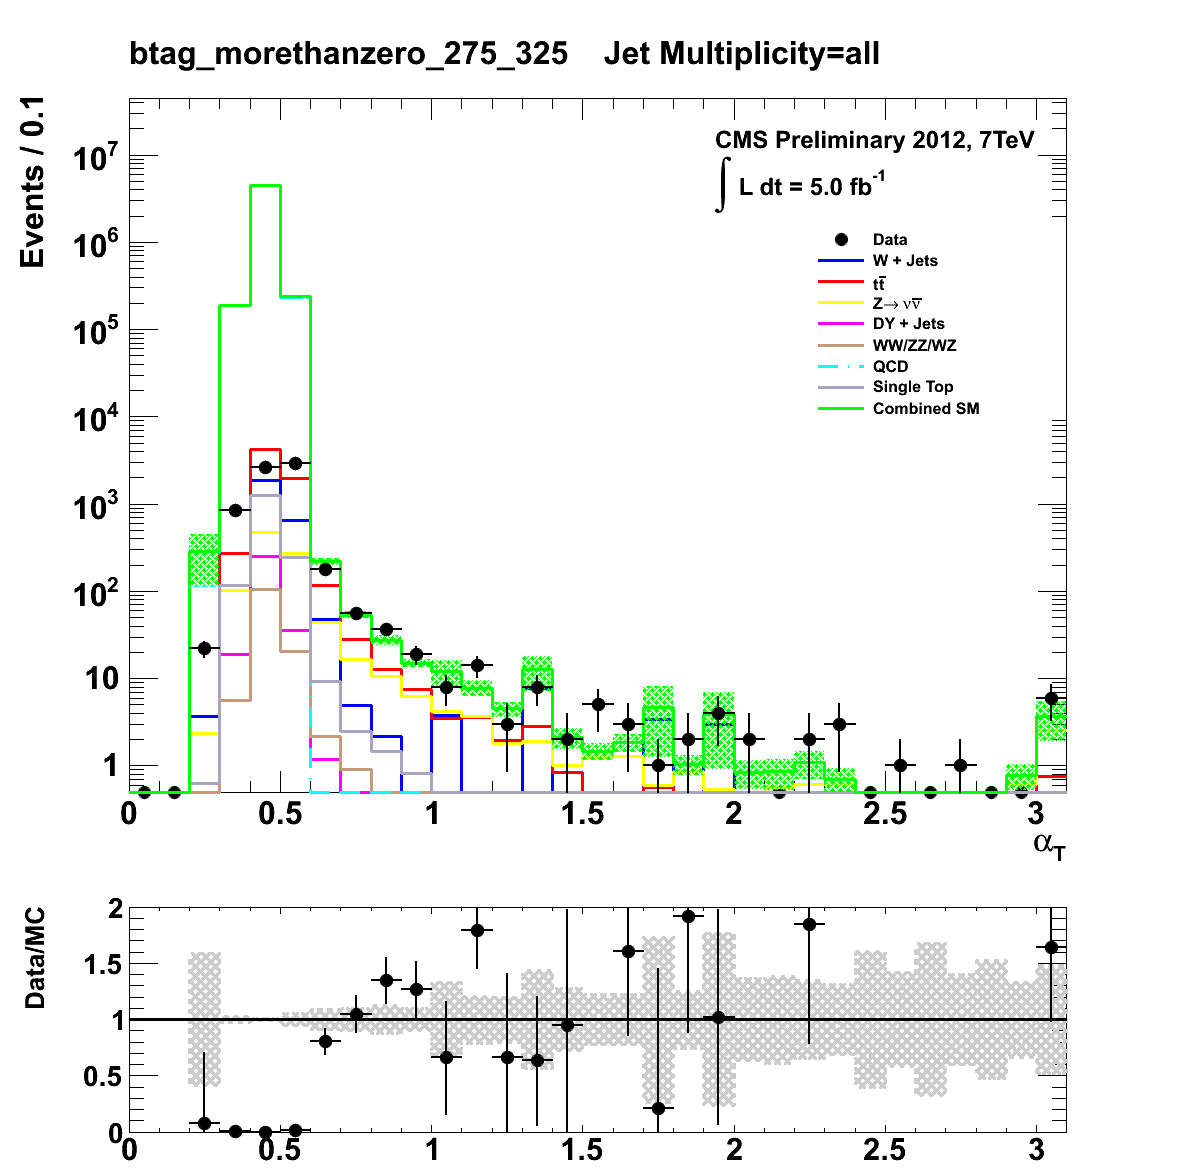 btag_morethanzero_275_325 Jet Multiplicity=all
Events / 0.1
CMS Preliminary 2012, 7TeV
∫ L dt = 5.0 fb⁻¹
Data
W + Jets
tt̅
Z→ νν̅
DY + Jets
WW/ZZ/WZ
QCD
Single Top
Combined SM
10⁷
10⁶
10⁵
10⁴
10³
10²
10
1
0 0.5 1 1.5 2 2.5 3
α_T
Data/MC
2
1.5
1
0.5
0
0 0.5 1 1.5 2 2.5 3